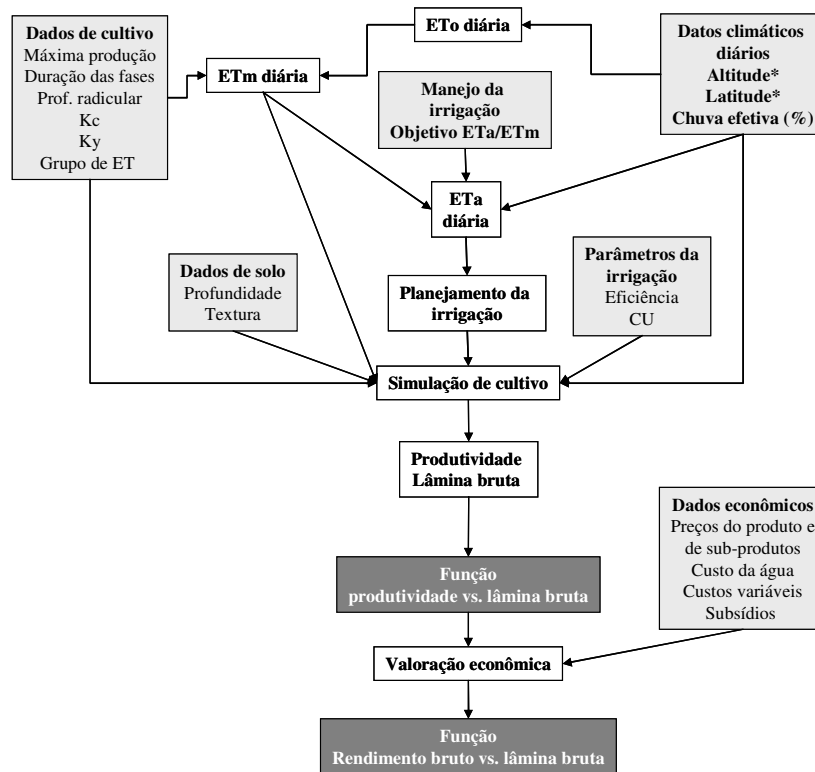 Dados de cultivo
Máxima produção
Duração das fases
Prof. radicular
Kc
Ky
Grupo de ET
ETo diária
ETm diária
Datos climáticos
diários
Altitude*
Latitude*
Chuva efetiva (%)
Manejo da
irrigação
Objetivo ETa/ETm
ETa
diária
Dados de solo
Profundidade
Textura
Planejamento da
irrigação
Parâmetros da
irrigação
Eficiência
CU
Simulação de cultivo
Produtividade
Lâmina bruta
Dados econômicos
Preços do produto e
de sub-produtos
Custo da água
Custos variáveis
Subsídios
Função
produtividade vs. lâmina bruta
Valoração econômica
Função
Rendimento bruto vs. lâmina bruta